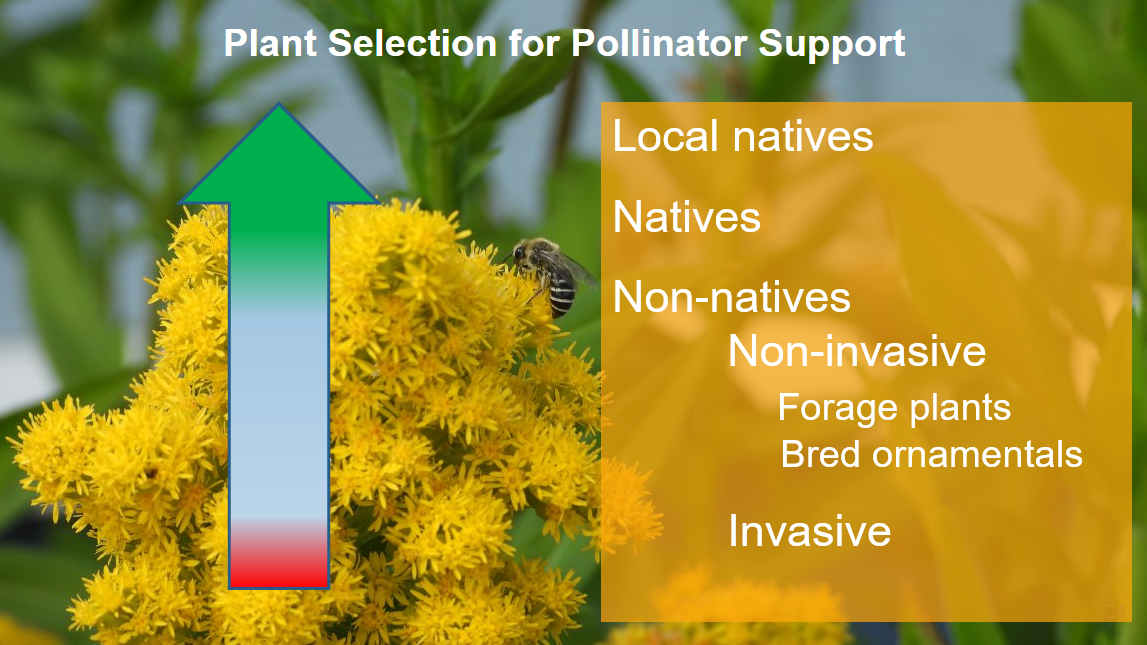 Plant Selection for Pollinator Support
Local natives
Natives
Non-natives
Non-invasive
Forage plants
Bred ornamentals
Invasive